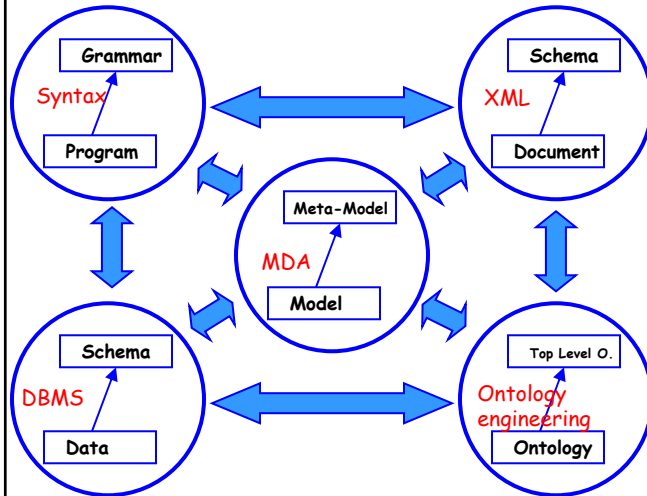 Grammar
Syntax
Program
Schema
XML
Document
Meta-Model
MDA
Model
Schema
DBMS
Data
Top Level O.
Ontology
engineering
Ontology